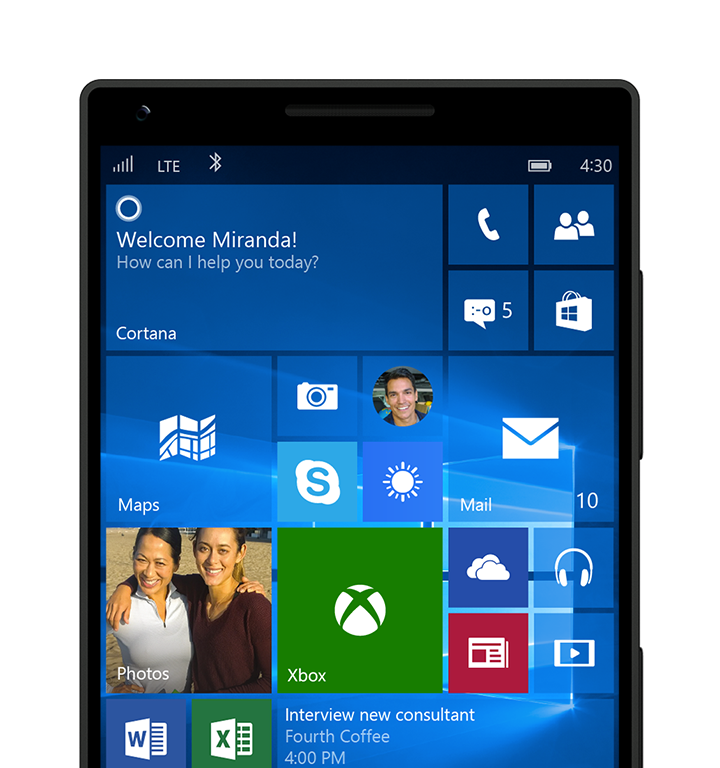 LTE
4:30
Welcome Miranda!
How can I help you today?
Cortana
:-o 5
Maps
S
Mail
10
Photos
Xbox
W
X
Interview new consultant
Fourth Coffee
4:00 PM